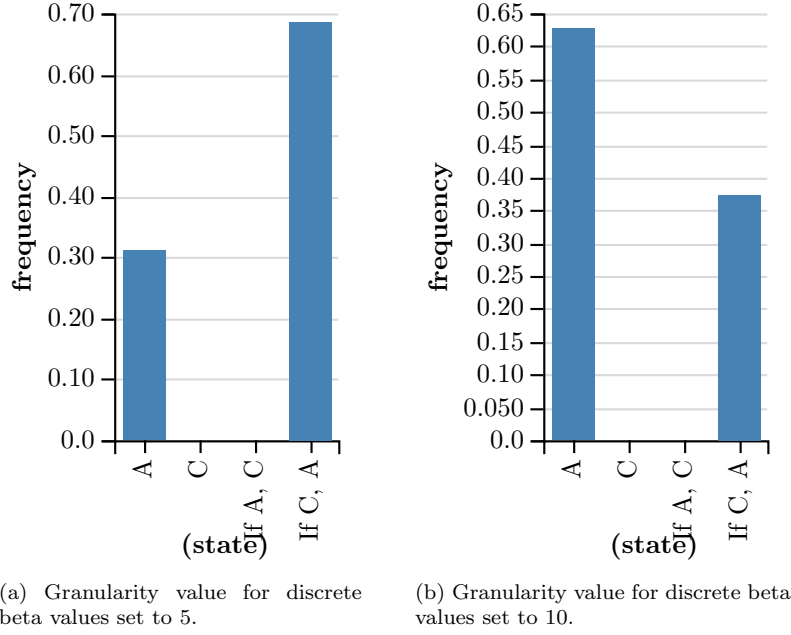 0.70
0.60
0.50
0.40
0.30
0.20
0.10
0.0
frequency
A
C
If A, C
If C, A
(state)
(a) Granularity value for discrete
beta values set to 5.
0.65
0.60
0.55
0.50
0.45
0.40
0.35
0.30
0.25
0.20
0.15
0.10
0.050
0.0
frequency
A
C
If A, C
If C, A
(state)
(b) Granularity value for discrete beta
values set to 10.